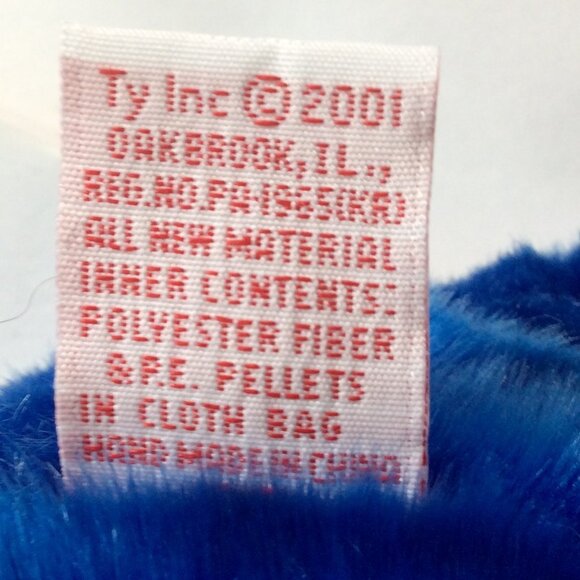 Ty Inc © 2001
OAKBROOK, IL.,
REG.NO.PA-1965(KR)
ALL NEW MATERIAL
INNER CONTENTS:
POLYESTER FIBER
& P.E. PELLETS
IN CLOTH BAG
HAND MADE IN CHINA